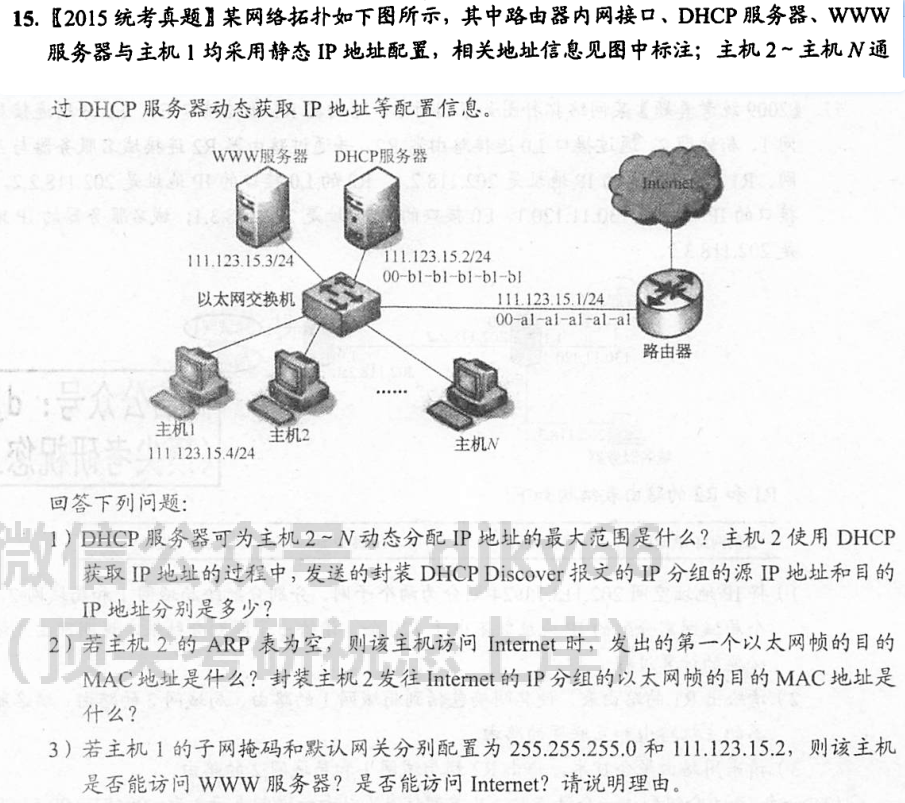 15.【2015 统考真题】某网络拓扑如下图所示，其中路由器内网接口、DHCP 服务器、WWW
服务器与主机 1 均采用静态 IP 地址配置，相关地址信息见图中标注；主机 2～主机 N 通
过 DHCP 服务器动态获取 IP 地址等配置信息。
WWW服务器 DHCP服务器
Internet
111.123.15.3/24
111.123.15.2/24
00-b1-b1-b1-b1-b1
以太网交换机
111.123.15.1/24
00-a1-a1-a1-a1-a1
路由器
……
主机1
主机2
主机N
111.123.15.4/24
回答下列问题：
1）DHCP 服务器可为主机 2～N 动态分配 IP 地址的最大范围是什么？主机 2 使用 DHCP
获取 IP 地址的过程中，发送的封装 DHCP Discover 报文的 IP 分组的源 IP 地址和目的
IP 地址分别是多少？
2）若主机 2 的 ARP 表为空，则该主机访问 Internet 时，发出的第一个以太网帧的目的
MAC 地址是什么？封装主机 2 发往 Internet 的 IP 分组的以太网帧的目的 MAC 地址是
什么？
3）若主机 1 的子网掩码和默认网关分别配置为 255.255.255.0 和 111.123.15.2，则该主机
是否能访问 WWW 服务器？是否能访问 Internet？请说明理由。
微信公众号：djky66
（顶尖考研祝您上岸）